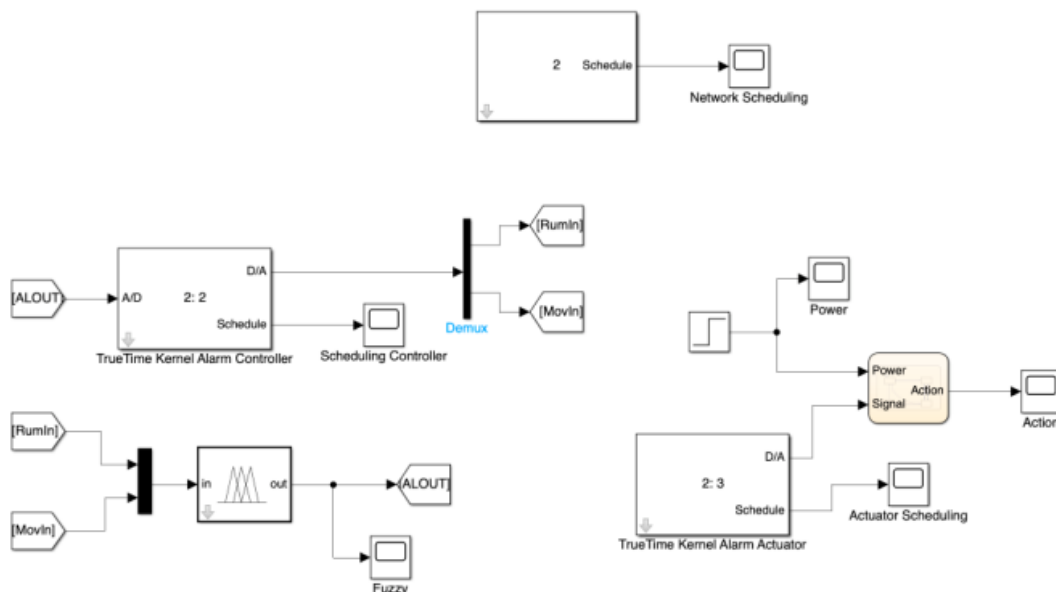 2
Schedule
Network Scheduling
[RumIn]
D/A
[ALOUT]
A/D
2: 2
Schedule
[MovIn]
Demux
TrueTime Kernel Alarm Controller
Scheduling Controller
Power
Power
Action
Signal
Action
[RumIn]
in
out
[ALOUT]
[MovIn]
Fuzzy
D/A
2: 3
Schedule
Actuator Scheduling
TrueTime Kernel Alarm Actuator